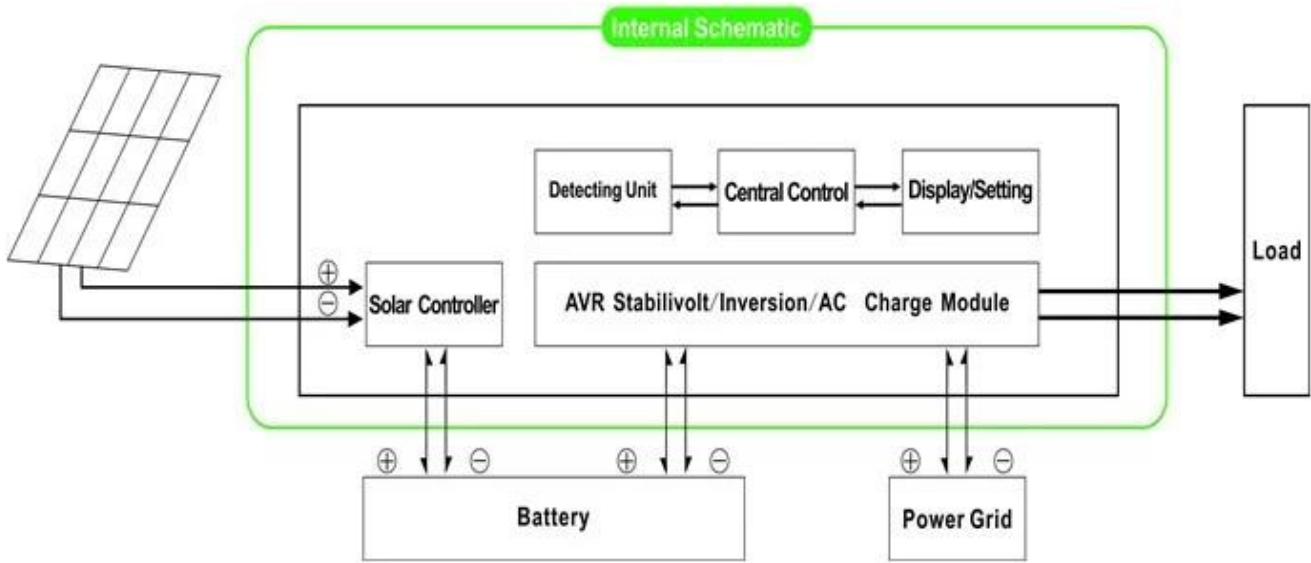 Internal Schematic
Detecting Unit
Central Control
Display/Setting
Load
⊕
⊖
Solar Controller
AVR Stabilivolt/Inversion/AC Charge Module
⊕ ⊖ ⊕ ⊖ ⊕ ⊖
Battery
Power Grid